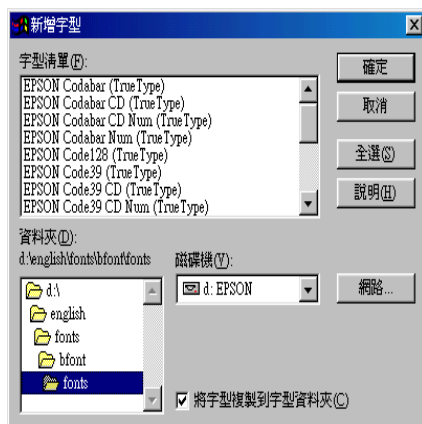 新增字型
字型清單(F):
確定
EPSON Codabar (TrueType)
EPSON Codabar CD (TrueType)
取消
EPSON Codabar CD Num (TrueType)
EPSON Codabar Num (TrueType)
EPSON Code128 (TrueType)
全選(S)
EPSON Code39 (TrueType)
EPSON Code39 CD (TrueType)
說明(H)
EPSON Code39 CD Num (TrueType)
資料夾(D):
d:\english\fonts\bfont\fonts
磁碟機(V):
d:\
d: EPSON
網路...
english
fonts
bfont
fonts
將字型複製到字型資料夾(C)